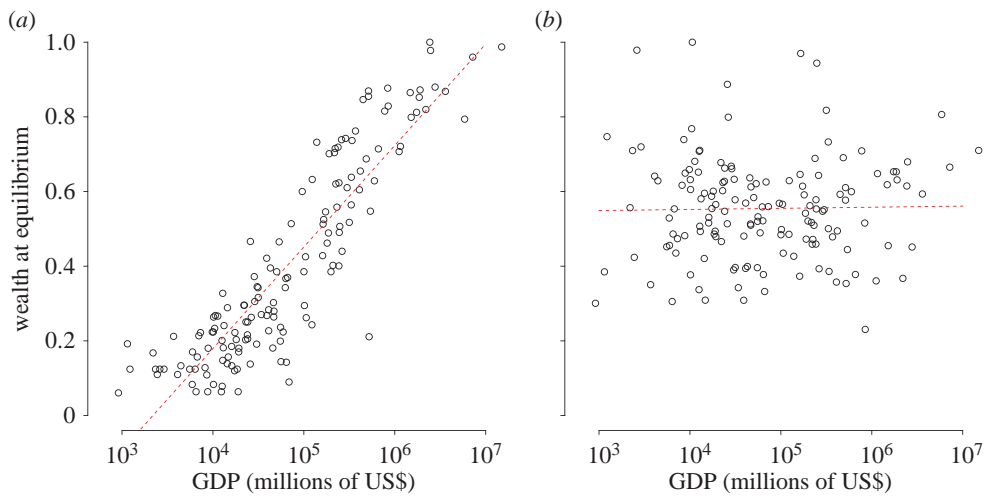 (a) (b)
1.0
0.8
0.6
0.4
0.2
0
wealth at equilibrium
10³ 10⁴ 10⁵ 10⁶ 10⁷ 10³ 10⁴ 10⁵ 10⁶ 10⁷
GDP (millions of US$) GDP (millions of US$)